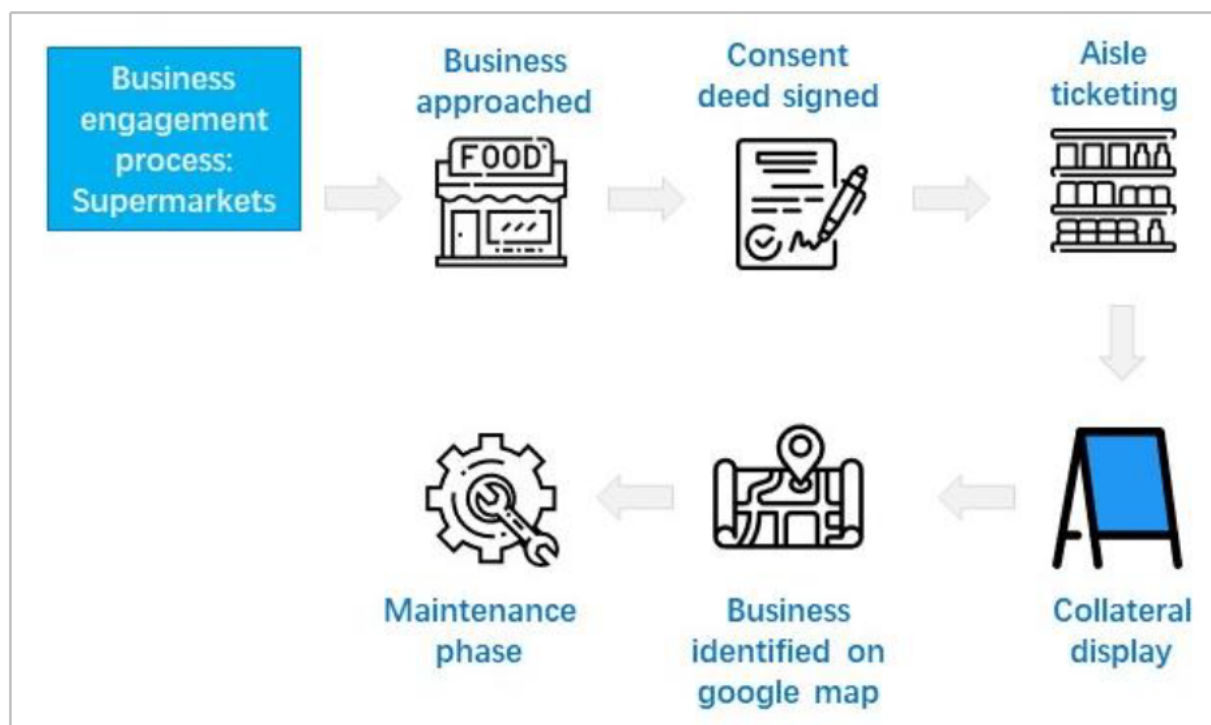 Business
engagement
process:
Supermarkets
Business
approached
FOOD
Consent
deed signed
Aisle
ticketing
Collateral
display
Business
identified on
google map
Maintenance
phase